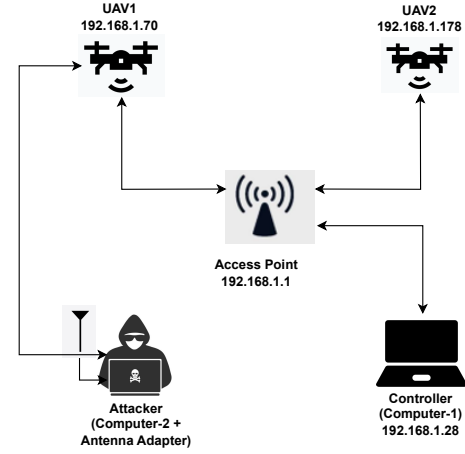 UAV1
192.168.1.70
UAV2
192.168.1.178
Access Point
192.168.1.1
Attacker
(Computer-2 +
Antenna Adapter)
Controller
(Computer-1)
192.168.1.28